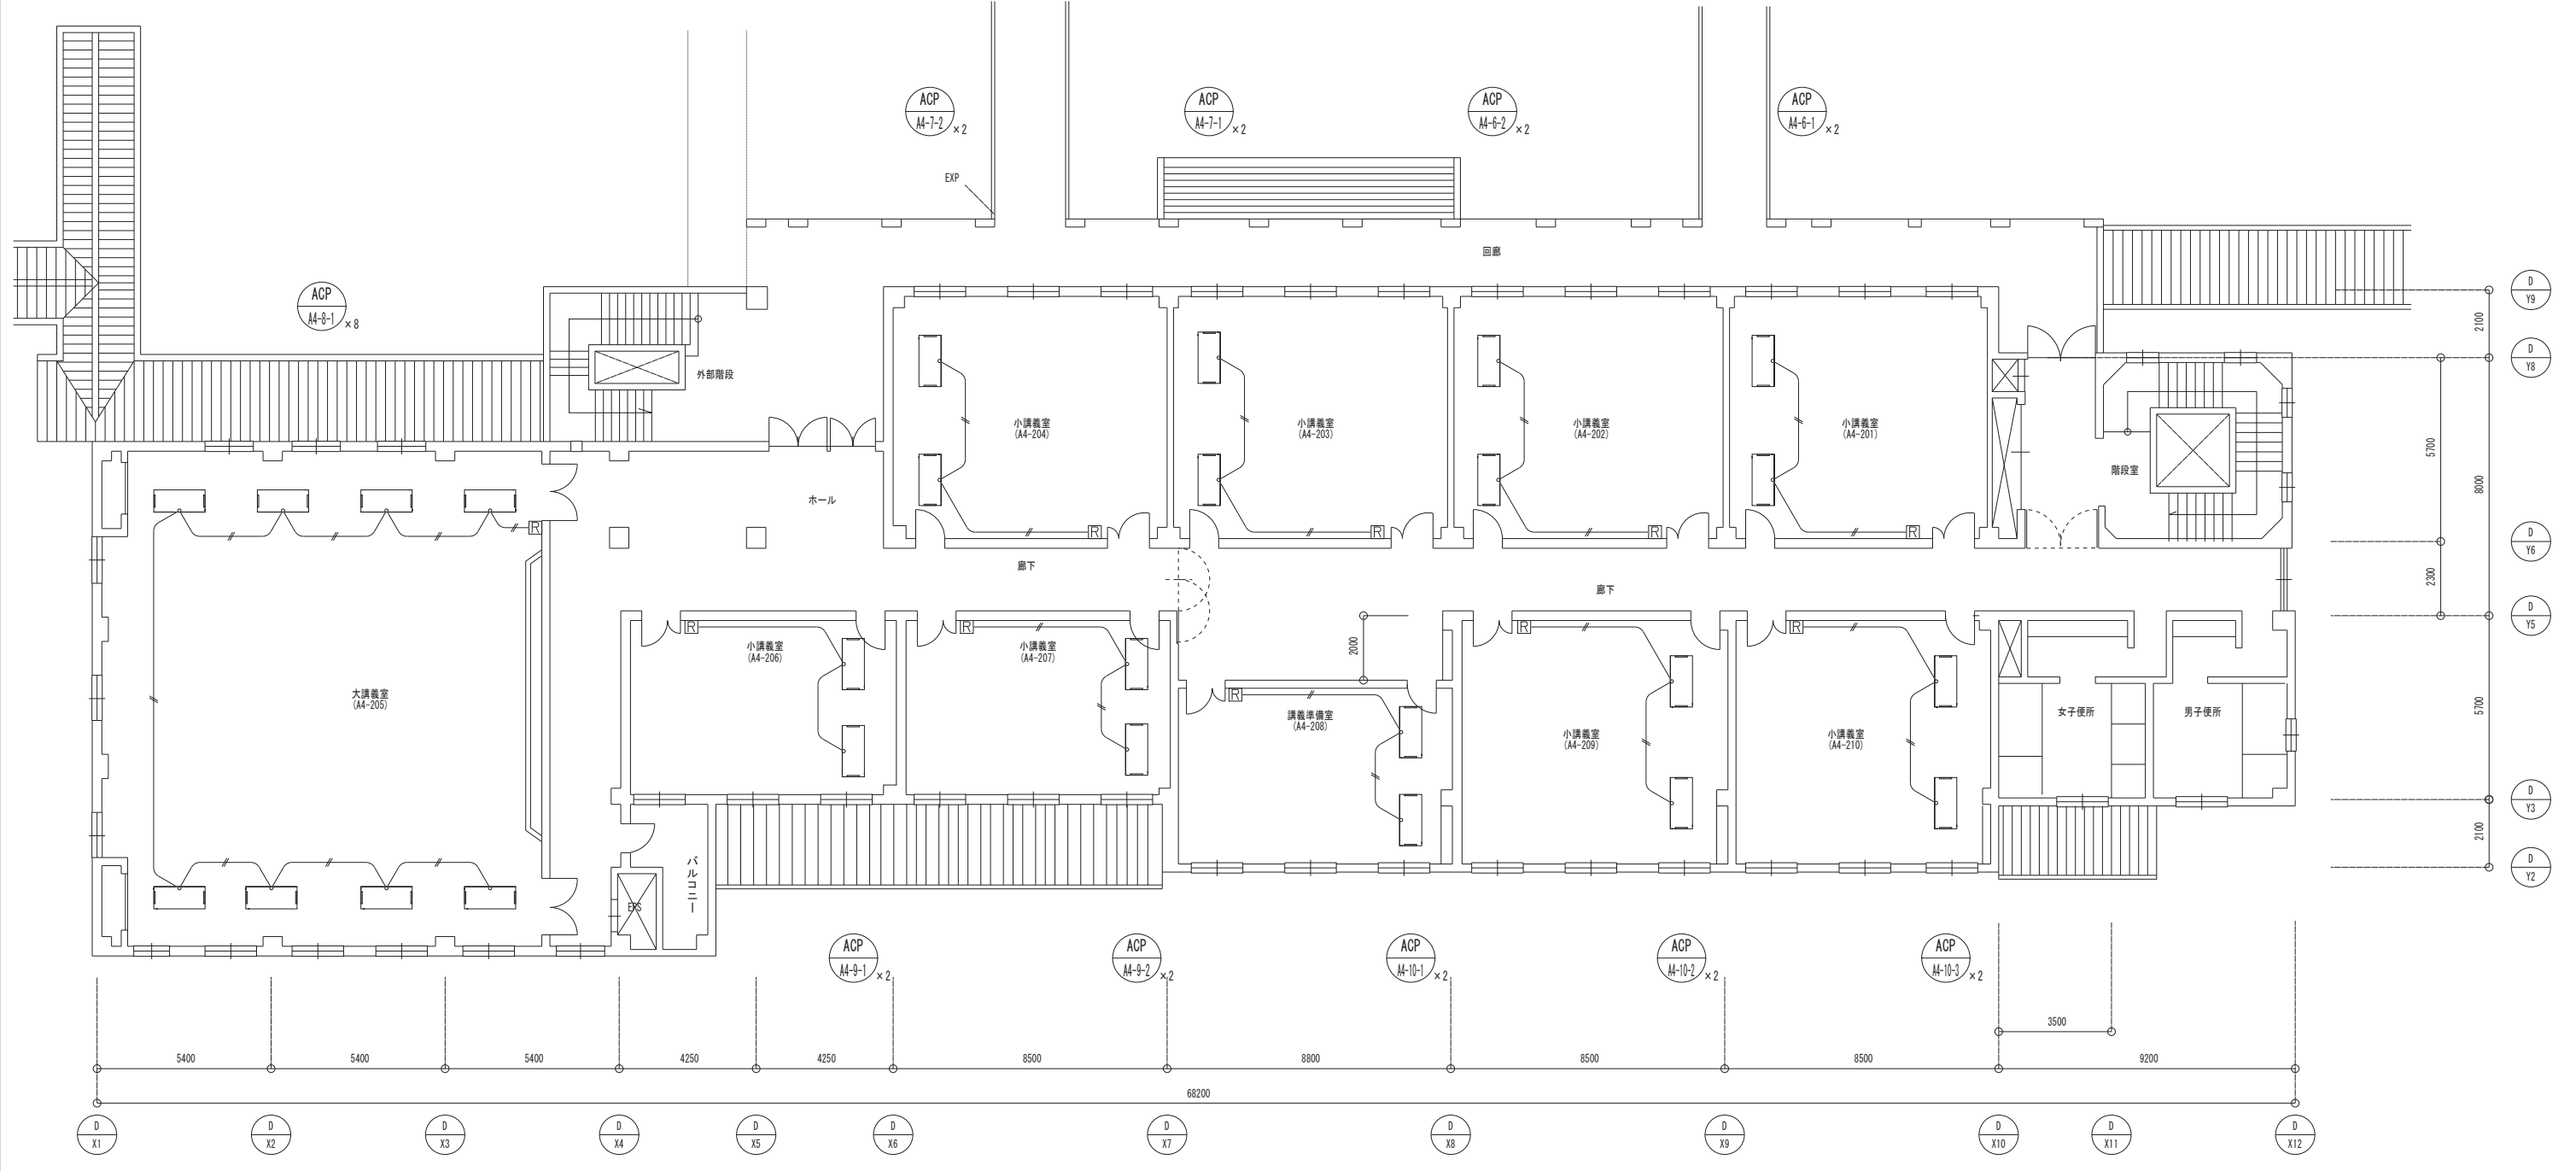 ACP
A4-7-2 ×2
ACP
A4-7-1 ×2
ACP
A4-6-2 ×2
ACP
A4-6-1 ×2
EXP
回廊
ACP
A4-8-1 ×8
D
Y9
2100
D
Y8
外部階段
小講義室
(A4-204)
小講義室
(A4-203)
小講義室
(A4-202)
小講義室
(A4-201)
階段室
5700
8000
ホール
R
R
R
R
R
D
Y6
廊下
廊下
2300
D
Y5
R
R
R
R
2000
小講義室
(A4-206)
小講義室
(A4-207)
大講義室
(A4-205)
R
講義準備室
(A4-208)
小講義室
(A4-209)
小講義室
(A4-210)
女子便所
男子便所
5700
D
Y3
2100
D
Y2
バルコニー
EPS
ACP
A4-9-1 ×2
ACP
A4-9-2 ×2
ACP
A4-10-1 ×2
ACP
A4-10-2 ×2
ACP
A4-10-3 ×2
3500
5400 5400 5400 4250 4250 8500 8800 8500 8500 9200
68200
D
X1
D
X2
D
X3
D
X4
D
X5
D
X6
D
X7
D
X8
D
X9
D
X10
D
X11
D
X12